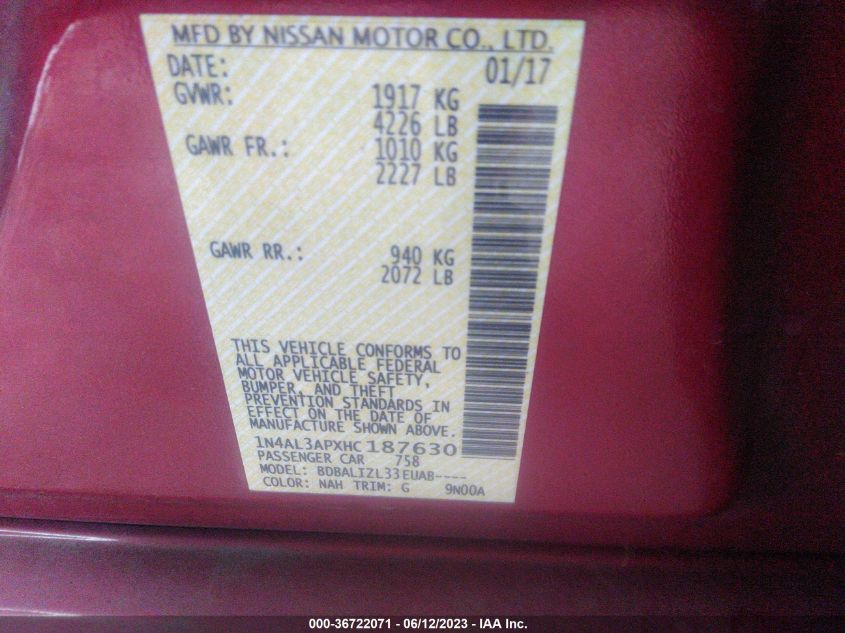 MFD BY NISSAN MOTOR CO., LTD.
DATE: 01/17
GVWR: 1917 KG
4226 LB
GAWR FR.: 1010 KG
2227 LB
GAWR RR.: 940 KG
2072 LB
THIS VEHICLE CONFORMS TO
ALL APPLICABLE FEDERAL
MOTOR VEHICLE SAFETY,
BUMPER, AND THEFT
PREVENTION STANDARDS IN
EFFECT ON THE DATE OF
MANUFACTURE SHOWN ABOVE.
1N4AL3APXHC187630
PASSENGER CAR 758
MODEL: BDBALIZL33EUAB----
COLOR: NAH TRIM: G 9N00A
000-36722071 - 06/12/2023 - IAA Inc.